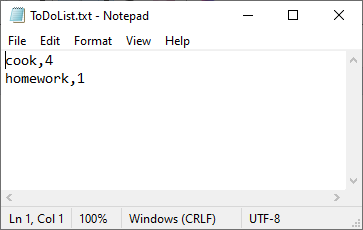 ToDoList.txt - Notepad
File Edit Format View Help
cook,4
homework,1
Ln 1, Col 1 100% Windows (CRLF) UTF-8